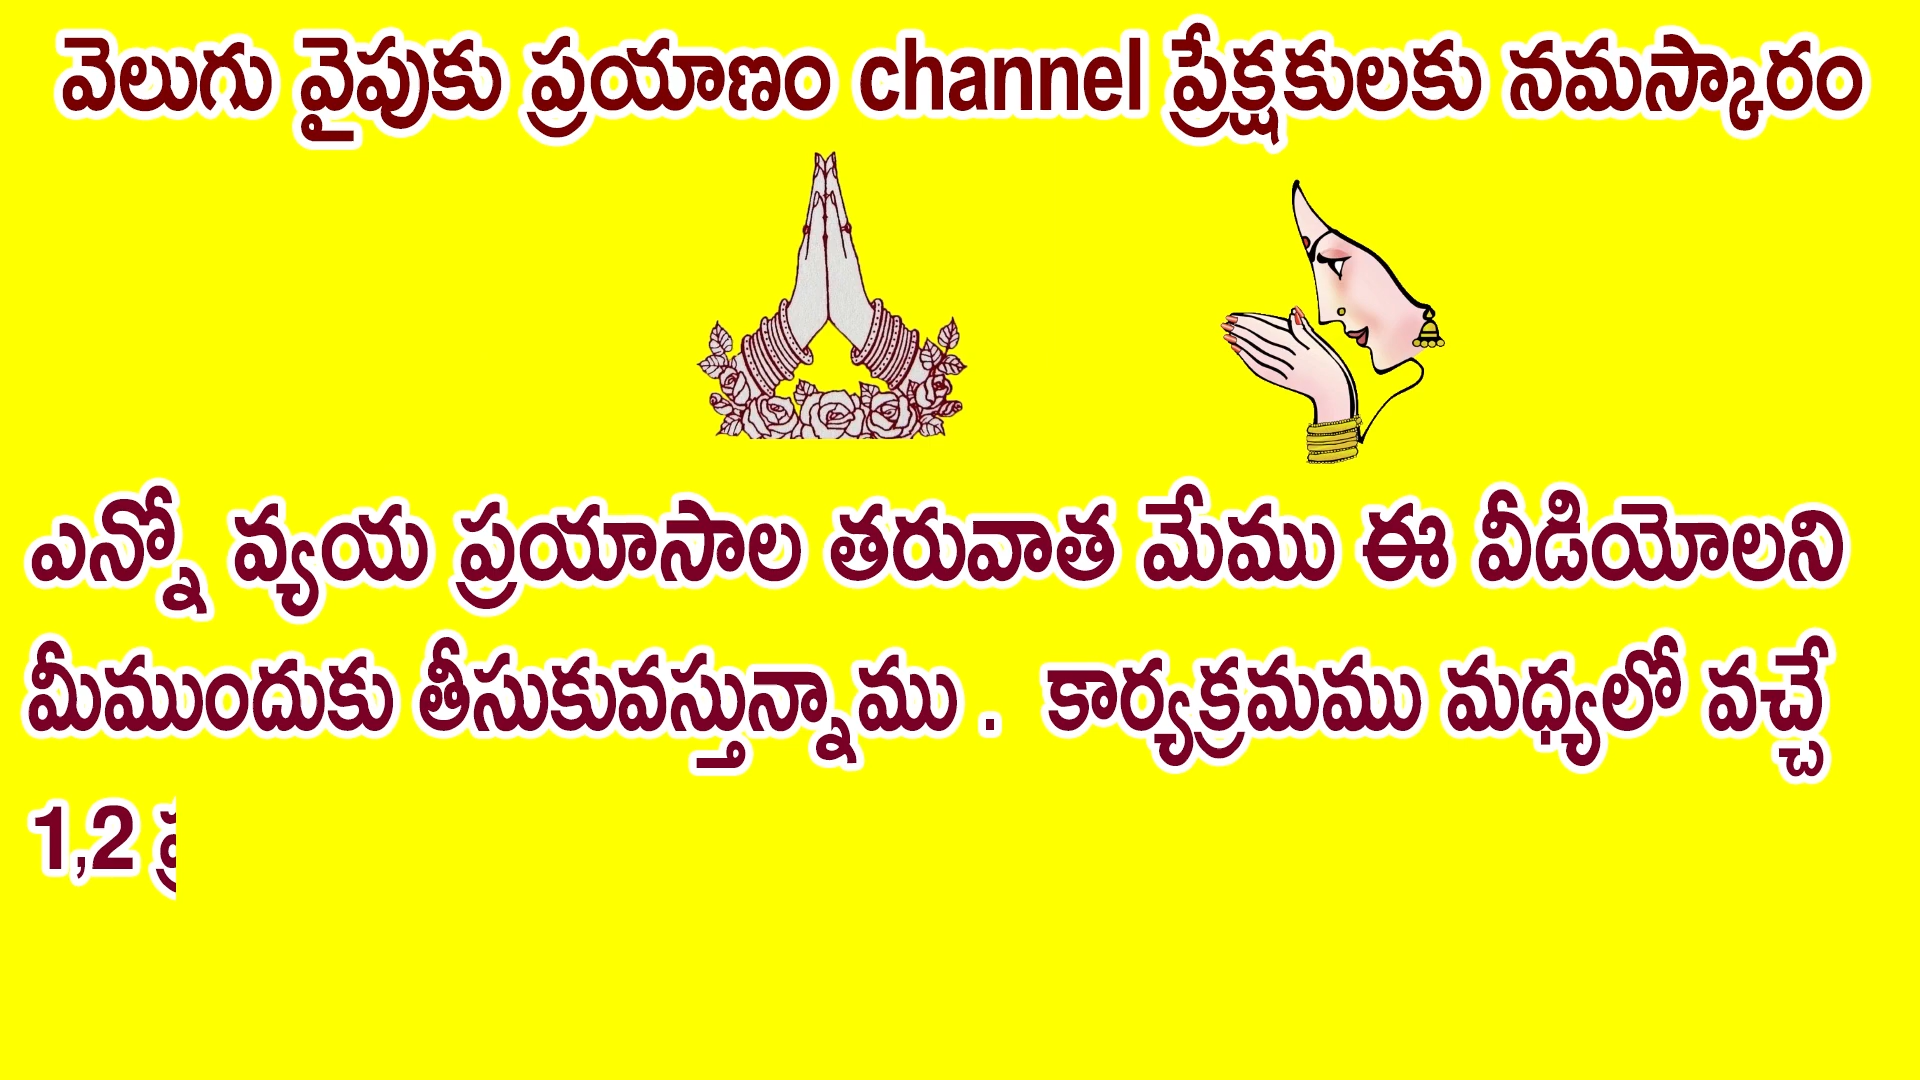 వెలుగు వైపుకు ప్రయాణం channel ప్రేక్షకులకు నమస్కారం
ఎన్నో వ్యయ ప్రయాసాల తరువాత మేము ఈ వీడియోలని
మీముందుకు తీసుకువస్తున్నాము . కార్యక్రమము మధ్యలో వచ్చే
1,2